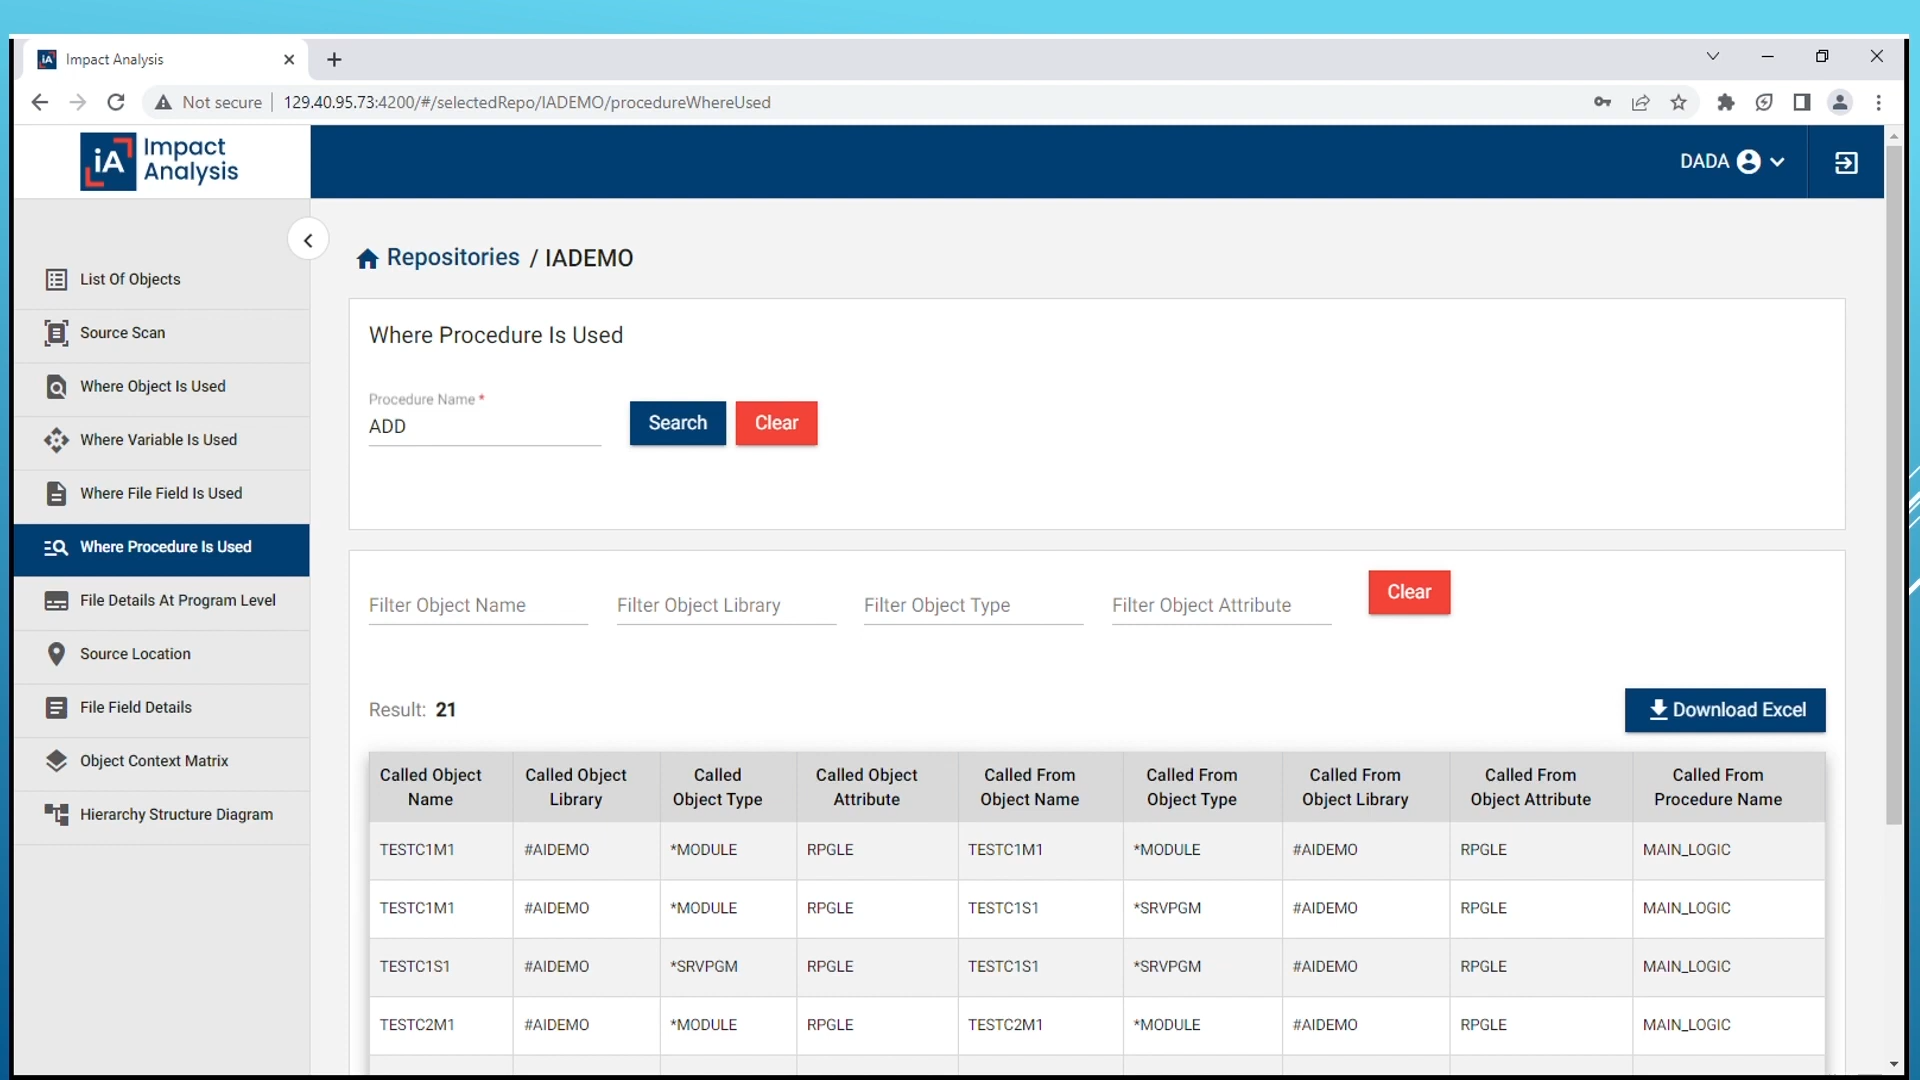 iA Impact Analysis
Not secure 129.40.95.73:4200/#/selectedRepo/IADEMO/procedureWhereUsed
iA Impact
Analysis
DADA
Repositories / IADEMO
List Of Objects
Source Scan
Where Object Is Used
Where Variable Is Used
Where File Field Is Used
Where Procedure Is Used
File Details At Program Level
Source Location
File Field Details
Object Context Matrix
Hierarchy Structure Diagram
Where Procedure Is Used
Procedure Name *
ADD
Search Clear
Filter Object Name Filter Object Library Filter Object Type Filter Object Attribute Clear
Result: 21
Download Excel
Called Object Name Called Object Library Called Object Type Called Object Attribute Called From Object Name Called From Object Type Called From Object Library Called From Object Attribute Called From Procedure Name
TESTC1M1 #AIDEMO *MODULE RPGLE TESTC1M1 *MODULE #AIDEMO RPGLE MAIN_LOGIC
TESTC1M1 #AIDEMO *MODULE RPGLE TESTC1S1 *SRVPGM #AIDEMO RPGLE MAIN_LOGIC
TESTC1S1 #AIDEMO *SRVPGM RPGLE TESTC1S1 *SRVPGM #AIDEMO RPGLE MAIN_LOGIC
TESTC2M1 #AIDEMO *MODULE RPGLE TESTC2M1 *MODULE #AIDEMO RPGLE MAIN_LOGIC